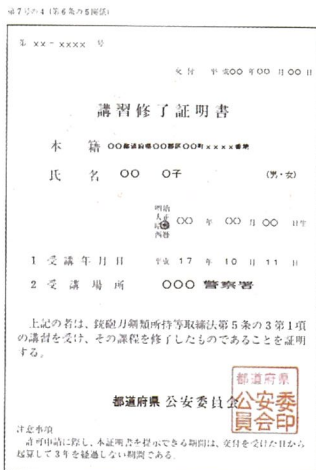 第7号の4 (第6条の5関係)
第 xx-xxxx 号
交付 平成○○年○○月○○日
講習修了証明書
本籍 ○○都道府県○○郡区○○町xxxx番地
氏名 ○○ ○子 (男・女)
明治
大正
昭和
西暦 ○○ 年 ○○ 月 ○○ 日生
1 受講年月日 平成 17 年 10 月 11 日
2 受講場所 ○○○ 警察署
上記の者は、銃砲刀剣類所持等取締法第5条の3第1項
の講習を受け、その課程を修了したものであることを証明
する。
都道府県 公安委員会
都道府県
公安委
員会印
注意事項
許可申請に際し、本証明書を提示できる期間は、交付を受けた日から
起算して3年を経過しない期間である。